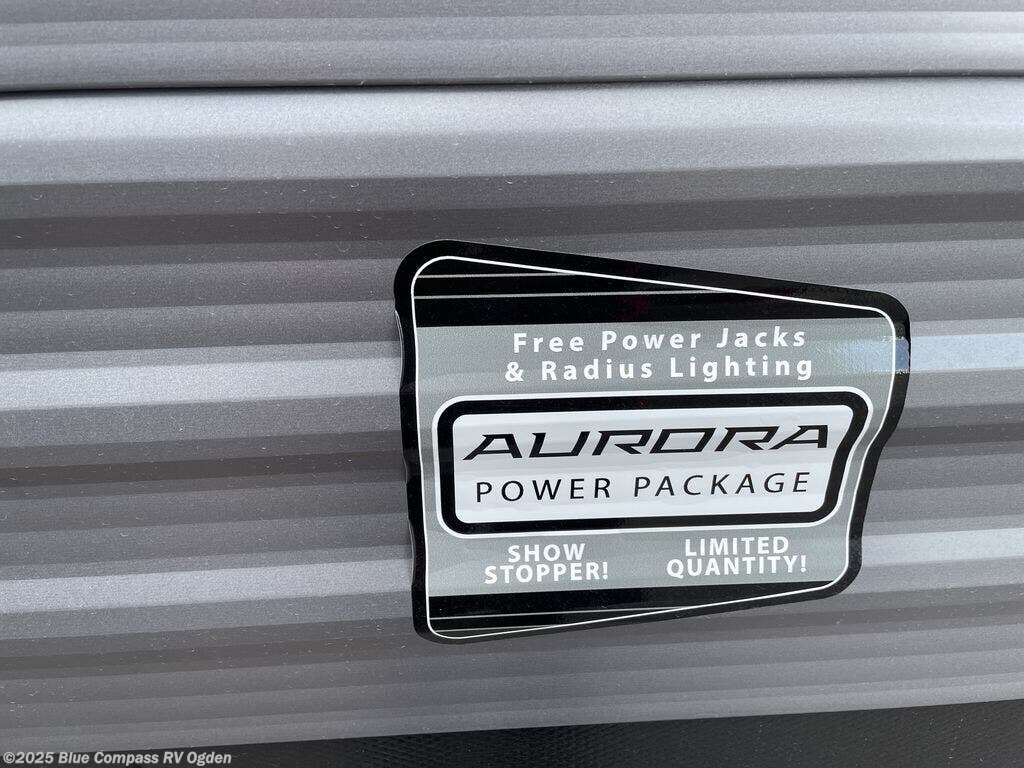 Free Power Jacks
& Radius Lighting
AURORA
POWER PACKAGE
SHOW
STOPPER!
LIMITED
QUANTITY!
©2025 Blue Compass RV Ogden